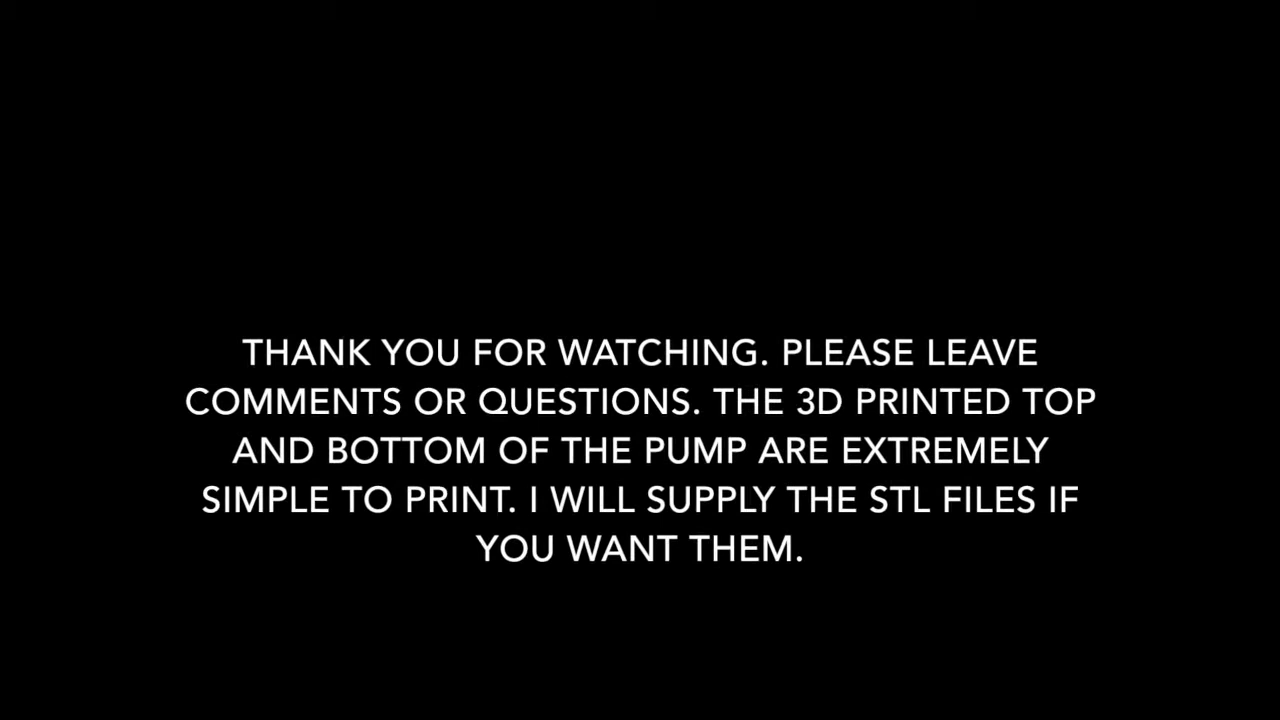 THANK YOU FOR WATCHING. PLEASE LEAVE
COMMENTS OR QUESTIONS. THE 3D PRINTED TOP
AND BOTTOM OF THE PUMP ARE EXTREMELY
SIMPLE TO PRINT. I WILL SUPPLY THE STL FILES IF
YOU WANT THEM.